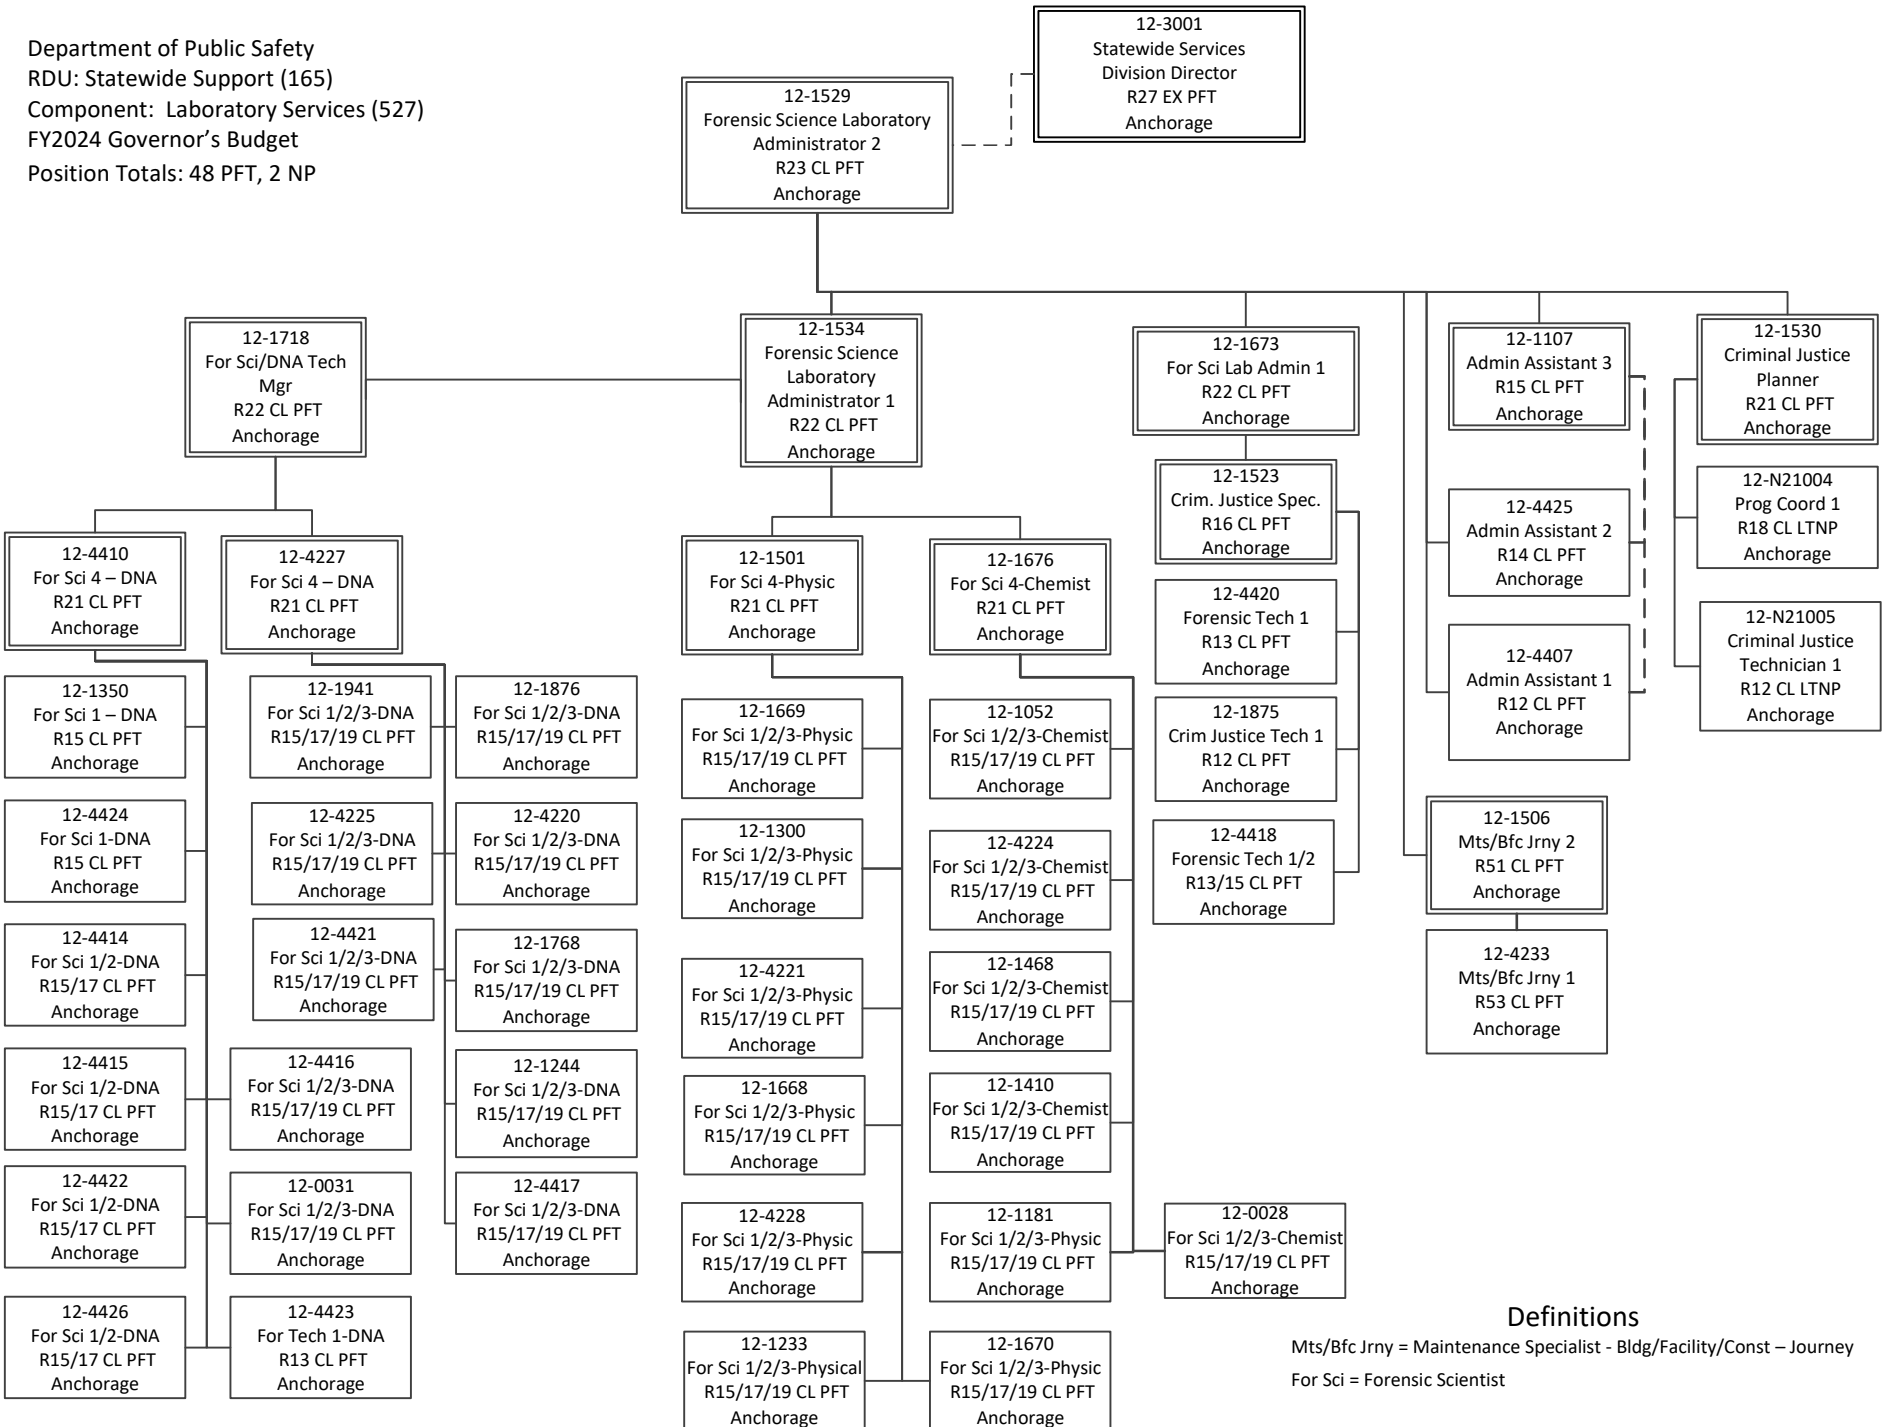 Department of Public Safety
RDU: Statewide Support (165)
Component:  Laboratory Services (527)
FY2024 Governor’s Budget
Position Totals: 48 PFT, 2 NP
12-3001
Statewide Services
Division Director
R27 EX PFT
Anchorage
12-1529
Forensic Science Laboratory
Administrator 2
R23 CL PFT
Anchorage
12-1718
For Sci/DNA Tech
Mgr
R22 CL PFT
Anchorage
12-1534
Forensic Science
Laboratory
Administrator 1
R22 CL PFT
Anchorage
12-1673
For Sci Lab Admin 1
R22 CL PFT
Anchorage
12-1107
Admin Assistant 3
R15 CL PFT
Anchorage
12-1530
Criminal Justice
Planner
R21 CL PFT
Anchorage
12-1523
Crim. Justice Spec.
R16 CL PFT
Anchorage
12-4425
Admin Assistant 2
R14 CL PFT
Anchorage
12-N21004
Prog Coord 1
R18 CL LTNP
Anchorage
12-4410
For Sci 4 – DNA
R21 CL PFT
Anchorage
12-4227
For Sci 4 – DNA
R21 CL PFT
Anchorage
12-1501
For Sci 4-Physic
R21 CL PFT
Anchorage
12-1676
For Sci 4-Chemist
R21 CL PFT
Anchorage
12-4420
Forensic Tech 1
R13 CL PFT
Anchorage
12-4407
Admin Assistant 1
R12 CL PFT
Anchorage
12-N21005
Criminal Justice
Technician 1
R12 CL LTNP
Anchorage
12-1350
For Sci 1 – DNA
R15 CL PFT
Anchorage
12-1941
For Sci 1/2/3-DNA
R15/17/19 CL PFT
Anchorage
12-1876
For Sci 1/2/3-DNA
R15/17/19 CL PFT
Anchorage
12-1669
For Sci 1/2/3-Physic
R15/17/19 CL PFT
Anchorage
12-1052
For Sci 1/2/3-Chemist
R15/17/19 CL PFT
Anchorage
12-1875
Crim Justice Tech 1
R12 CL PFT
Anchorage
12-4424
For Sci 1-DNA
R15 CL PFT
Anchorage
12-4225
For Sci 1/2/3-DNA
R15/17/19 CL PFT
Anchorage
12-4220
For Sci 1/2/3-DNA
R15/17/19 CL PFT
Anchorage
12-1300
For Sci 1/2/3-Physic
R15/17/19 CL PFT
Anchorage
12-4224
For Sci 1/2/3-Chemist
R15/17/19 CL PFT
Anchorage
12-4418
Forensic Tech 1/2
R13/15 CL PFT
Anchorage
12-1506
Mts/Bfc Jrny 2
R51 CL PFT
Anchorage
12-4414
For Sci 1/2-DNA
R15/17 CL PFT
Anchorage
12-4421
For Sci 1/2/3-DNA
R15/17/19 CL PFT
Anchorage
12-1768
For Sci 1/2/3-DNA
R15/17/19 CL PFT
Anchorage
12-4221
For Sci 1/2/3-Physic
R15/17/19 CL PFT
Anchorage
12-1468
For Sci 1/2/3-Chemist
R15/17/19 CL PFT
Anchorage
12-4233
Mts/Bfc Jrny 1
R53 CL PFT
Anchorage
12-4415
For Sci 1/2-DNA
R15/17 CL PFT
Anchorage
12-4416
For Sci 1/2/3-DNA
R15/17/19 CL PFT
Anchorage
12-1244
For Sci 1/2/3-DNA
R15/17/19 CL PFT
Anchorage
12-1668
For Sci 1/2/3-Physic
R15/17/19 CL PFT
Anchorage
12-1410
For Sci 1/2/3-Chemist
R15/17/19 CL PFT
Anchorage
12-4422
For Sci 1/2-DNA
R15/17 CL PFT
Anchorage
12-0031
For Sci 1/2/3-DNA
R15/17/19 CL PFT
Anchorage
12-4417
For Sci 1/2/3-DNA
R15/17/19 CL PFT
Anchorage
12-4228
For Sci 1/2/3-Physic
R15/17/19 CL PFT
Anchorage
12-1181
For Sci 1/2/3-Physic
R15/17/19 CL PFT
Anchorage
12-0028
For Sci 1/2/3-Chemist
R15/17/19 CL PFT
Anchorage
12-4426
For Sci 1/2-DNA
R15/17 CL PFT
Anchorage
12-4423
For Tech 1-DNA
R13 CL PFT
Anchorage
12-1233
For Sci 1/2/3-Physical
R15/17/19 CL PFT
Anchorage
12-1670
For Sci 1/2/3-Physic
R15/17/19 CL PFT
Anchorage
Definitions
Mts/Bfc Jrny = Maintenance Specialist - Bldg/Facility/Const – Journey
For Sci = Forensic Scientist